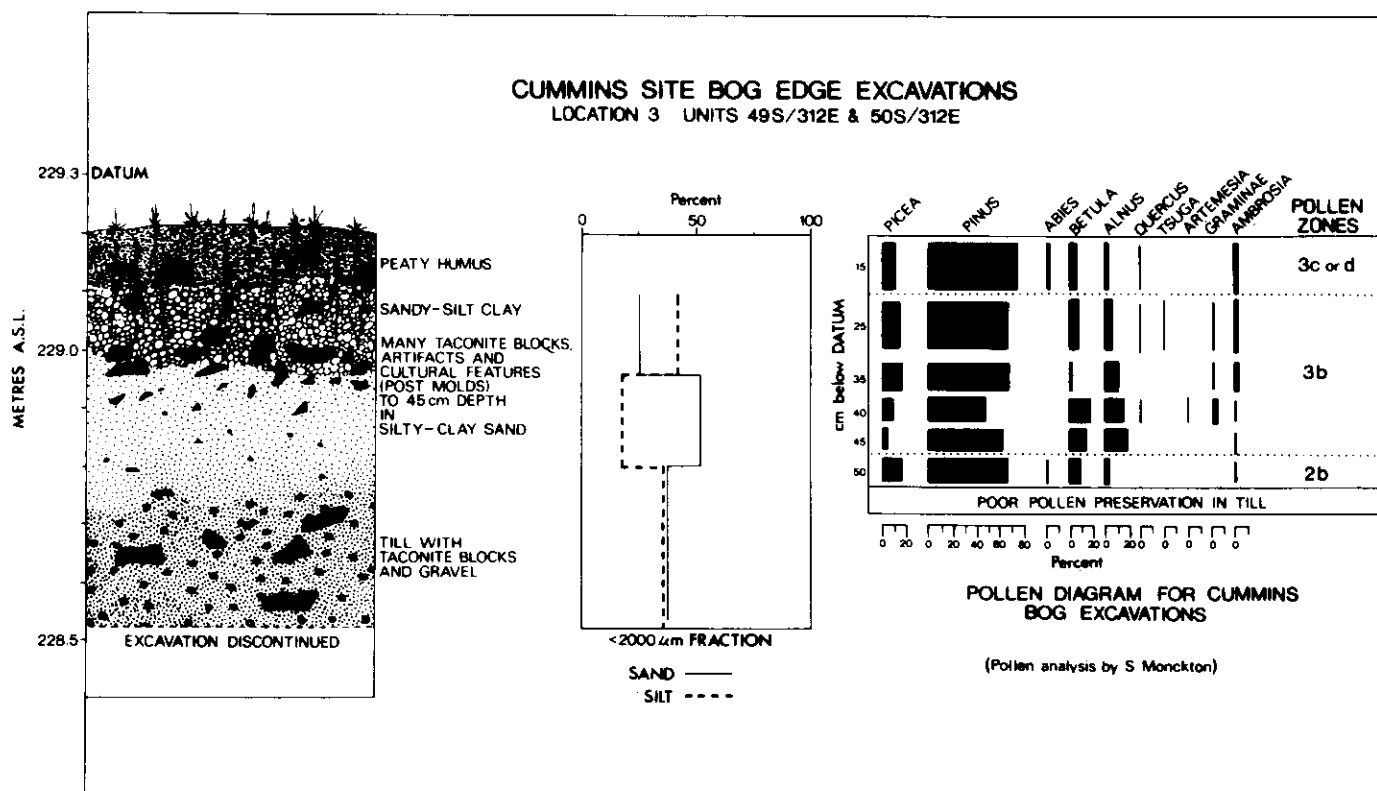 CUMMINS SITE BOG EDGE EXCAVATIONS
LOCATION 3 UNITS 49S/312E & 50S/312E
229.3 DATUM
229.0
228.5
METRES A.S.L.
PEATY HUMUS
SANDY-SILT CLAY
MANY TACONITE BLOCKS,
ARTIFACTS AND
CULTURAL FEATURES
(POST MOLDS)
TO 45cm DEPTH
IN
SILTY-CLAY SAND
TILL WITH
TACONITE BLOCKS
AND GRAVEL
EXCAVATION DISCONTINUED
Percent
0 50 100
<2000 µm FRACTION
SAND
SILT
PICEA
PINUS
ABIES
BETULA
ALNUS
QUERCUS
TSUGA
ARTEMESIA
GRAMINAE
AMBROSIA
POLLEN
ZONES
cm below DATUM
15
3c or d
25
35
3b
40
45
50
2b
POOR POLLEN PRESERVATION IN TILL
0 20 0 20 40 60 80 0 0 20 0 20 0 0 0 0 0
Percent
POLLEN DIAGRAM FOR CUMMINS
BOG EXCAVATIONS
(Pollen analysis by S Monckton)